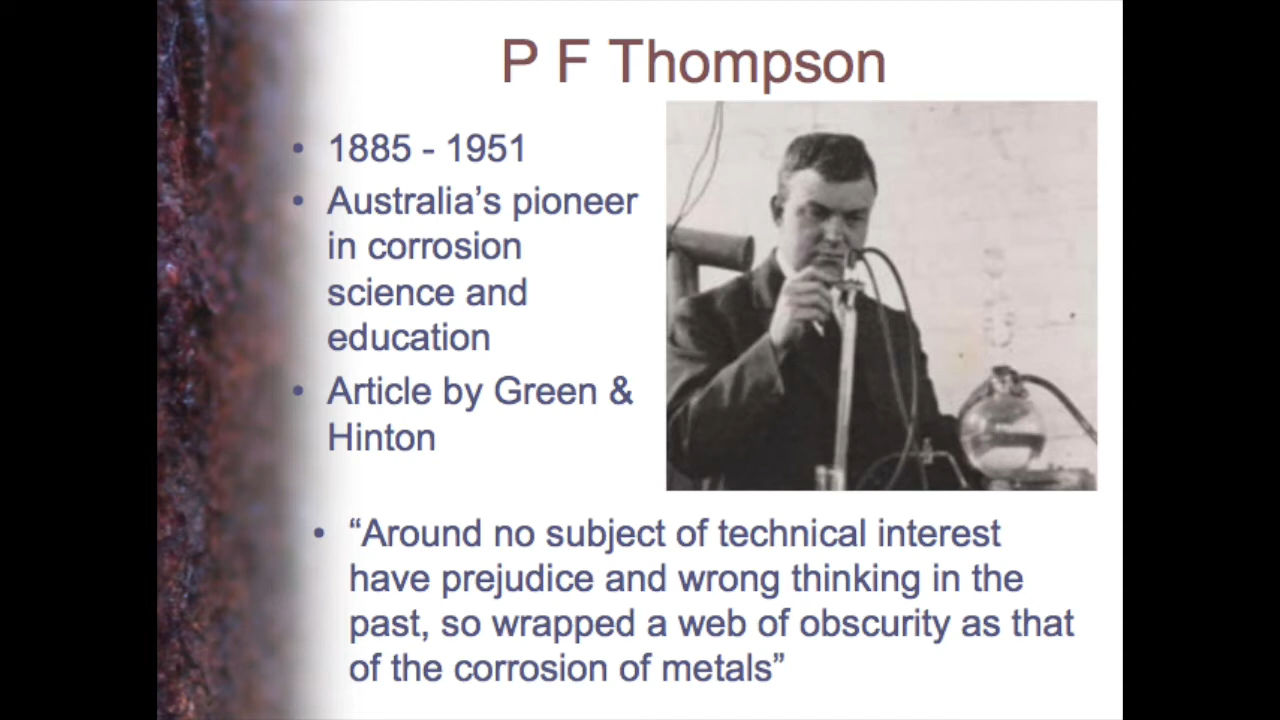 P F Thompson
• 1885 - 1951
• Australia’s pioneer
in corrosion
science and
education
• Article by Green &
Hinton
• “Around no subject of technical interest
have prejudice and wrong thinking in the
past, so wrapped a web of obscurity as that
of the corrosion of metals”